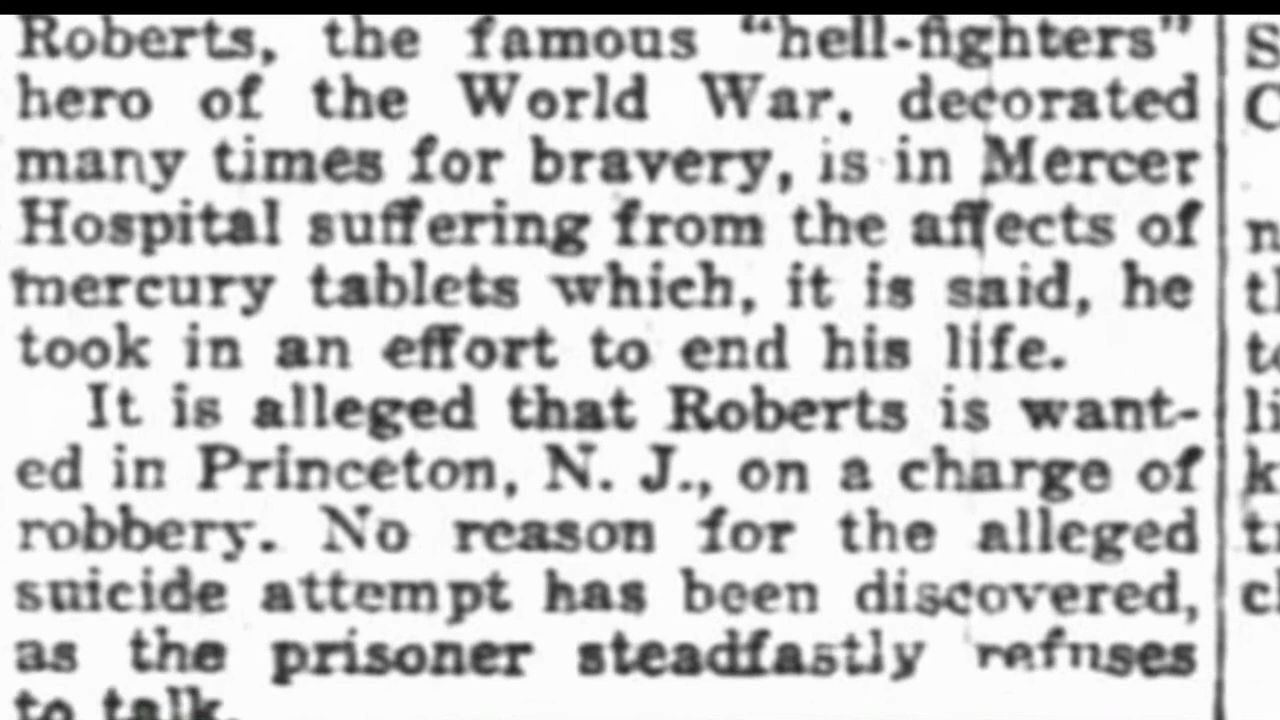 Roberts, the famous “hell-fighters”
hero of the World War, decorated
many times for bravery, is in Mercer
Hospital suffering from the affects of
mercury tablets which, it is said, he
took in an effort to end his life.
It is alleged that Roberts is want-
ed in Princeton, N. J., on a charge of
robbery. No reason for the alleged
suicide attempt has been discovered,
as the prisoner steadfastly refuses
to talk.